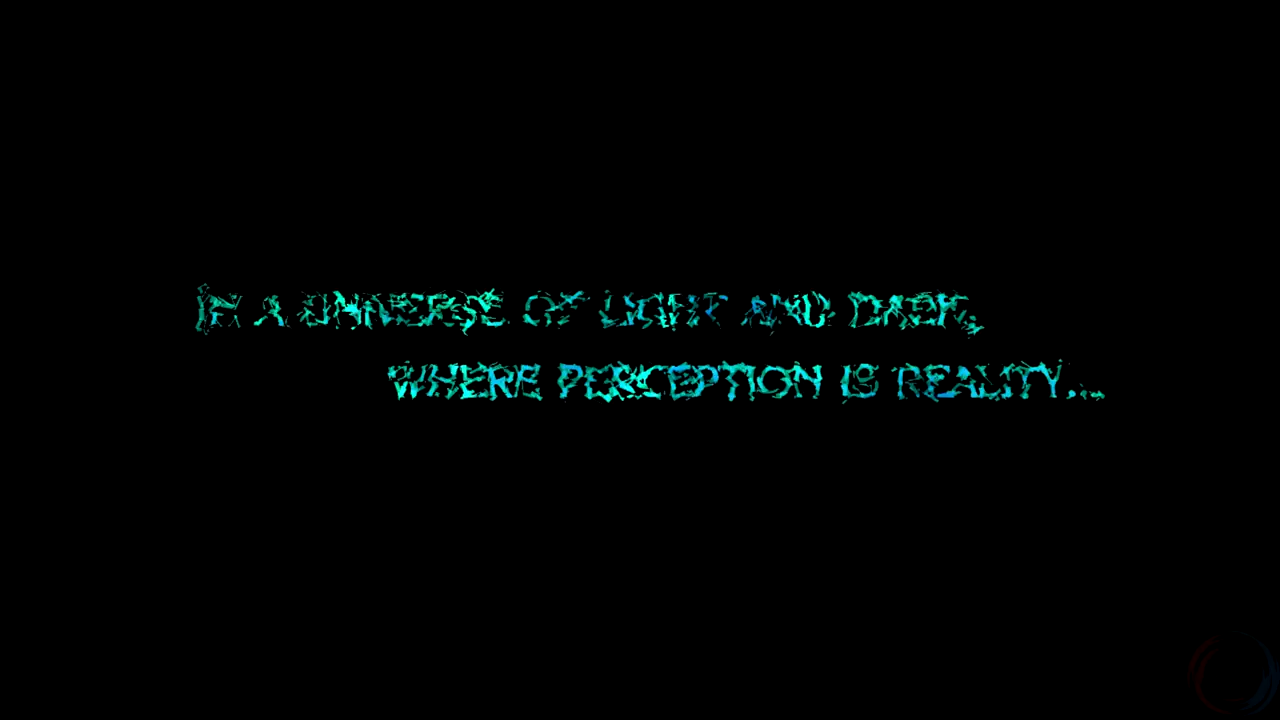 IN A UNIVERSE OF LIGHT AND DARK,
WHERE PERCEPTION IS REALITY...